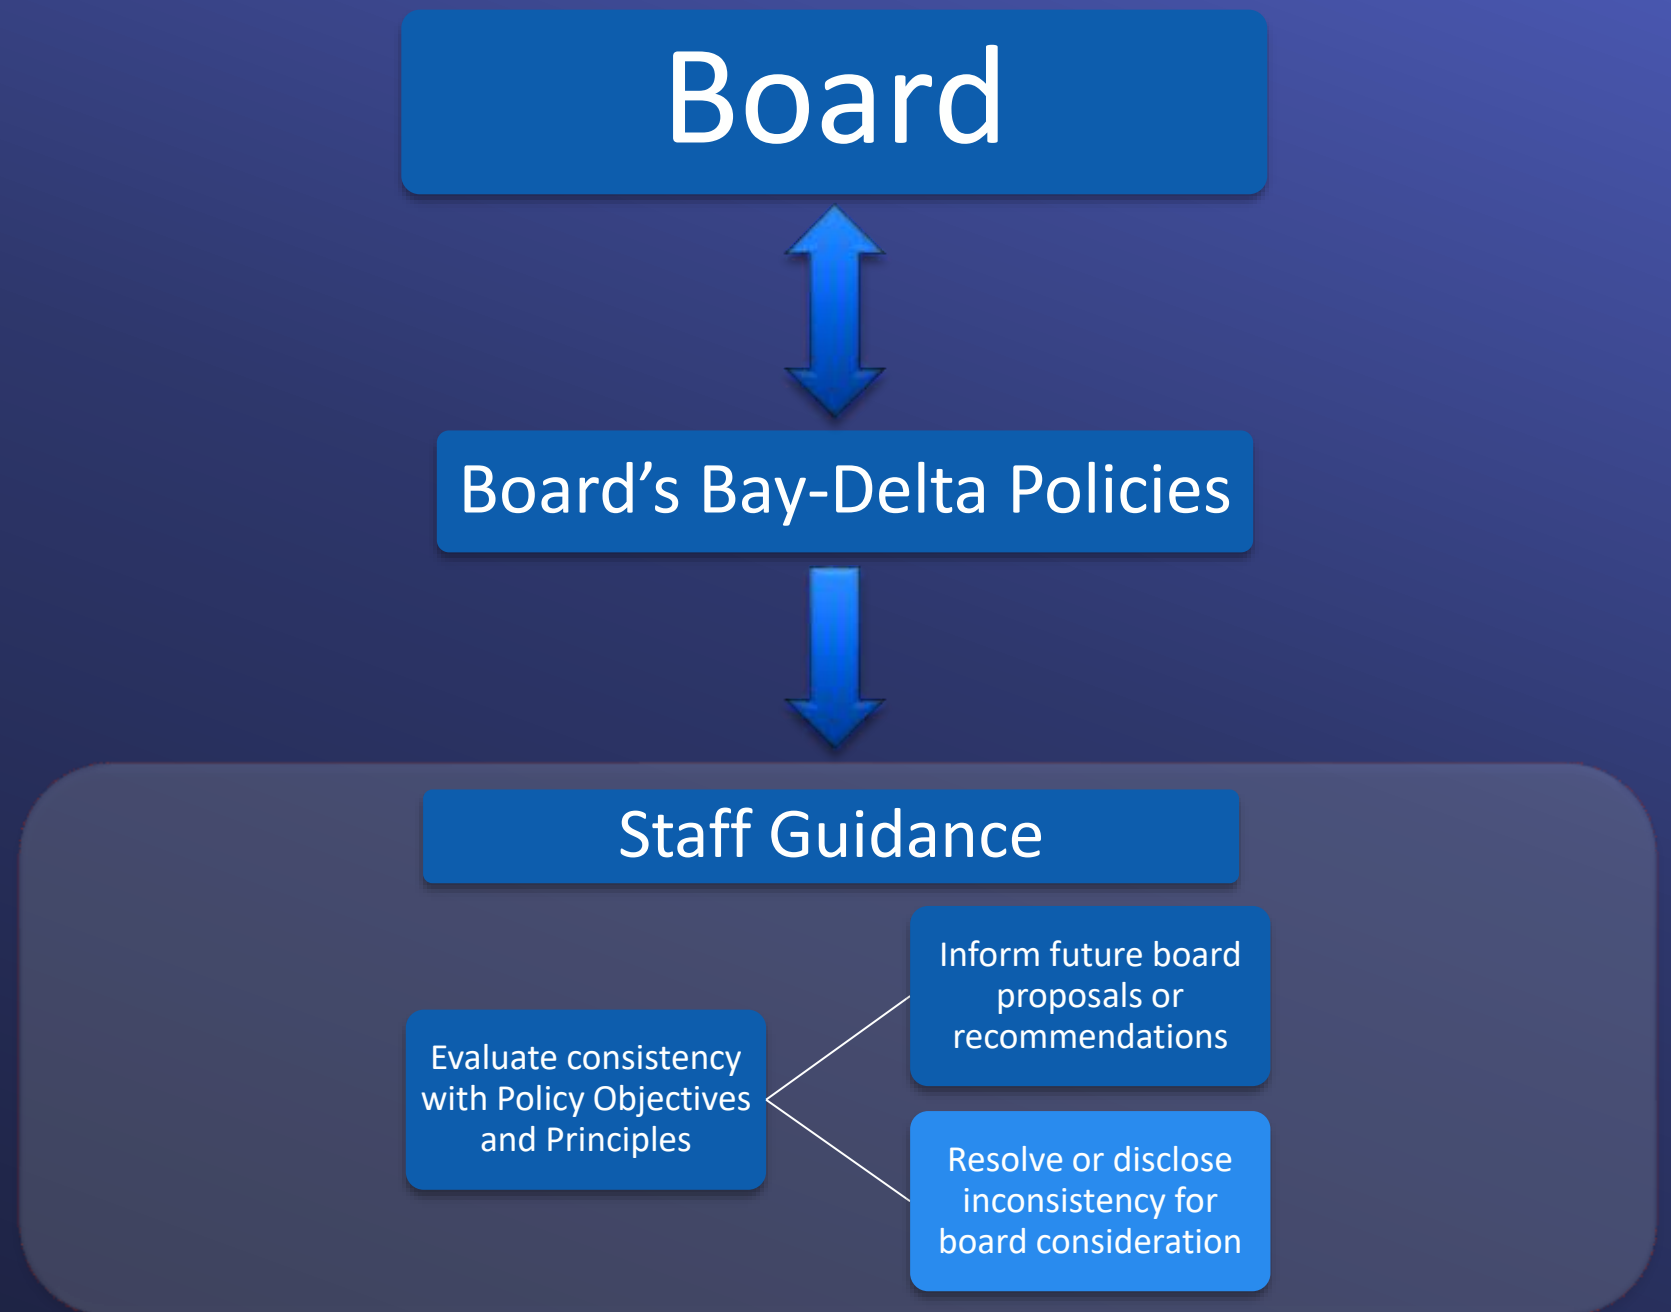 Board
Board’s Bay-Delta Policies
Staff Guidance
Evaluate consistency
with Policy Objectives
and Principles
Inform future board
proposals or
recommendations
Resolve or disclose
inconsistency for
board consideration